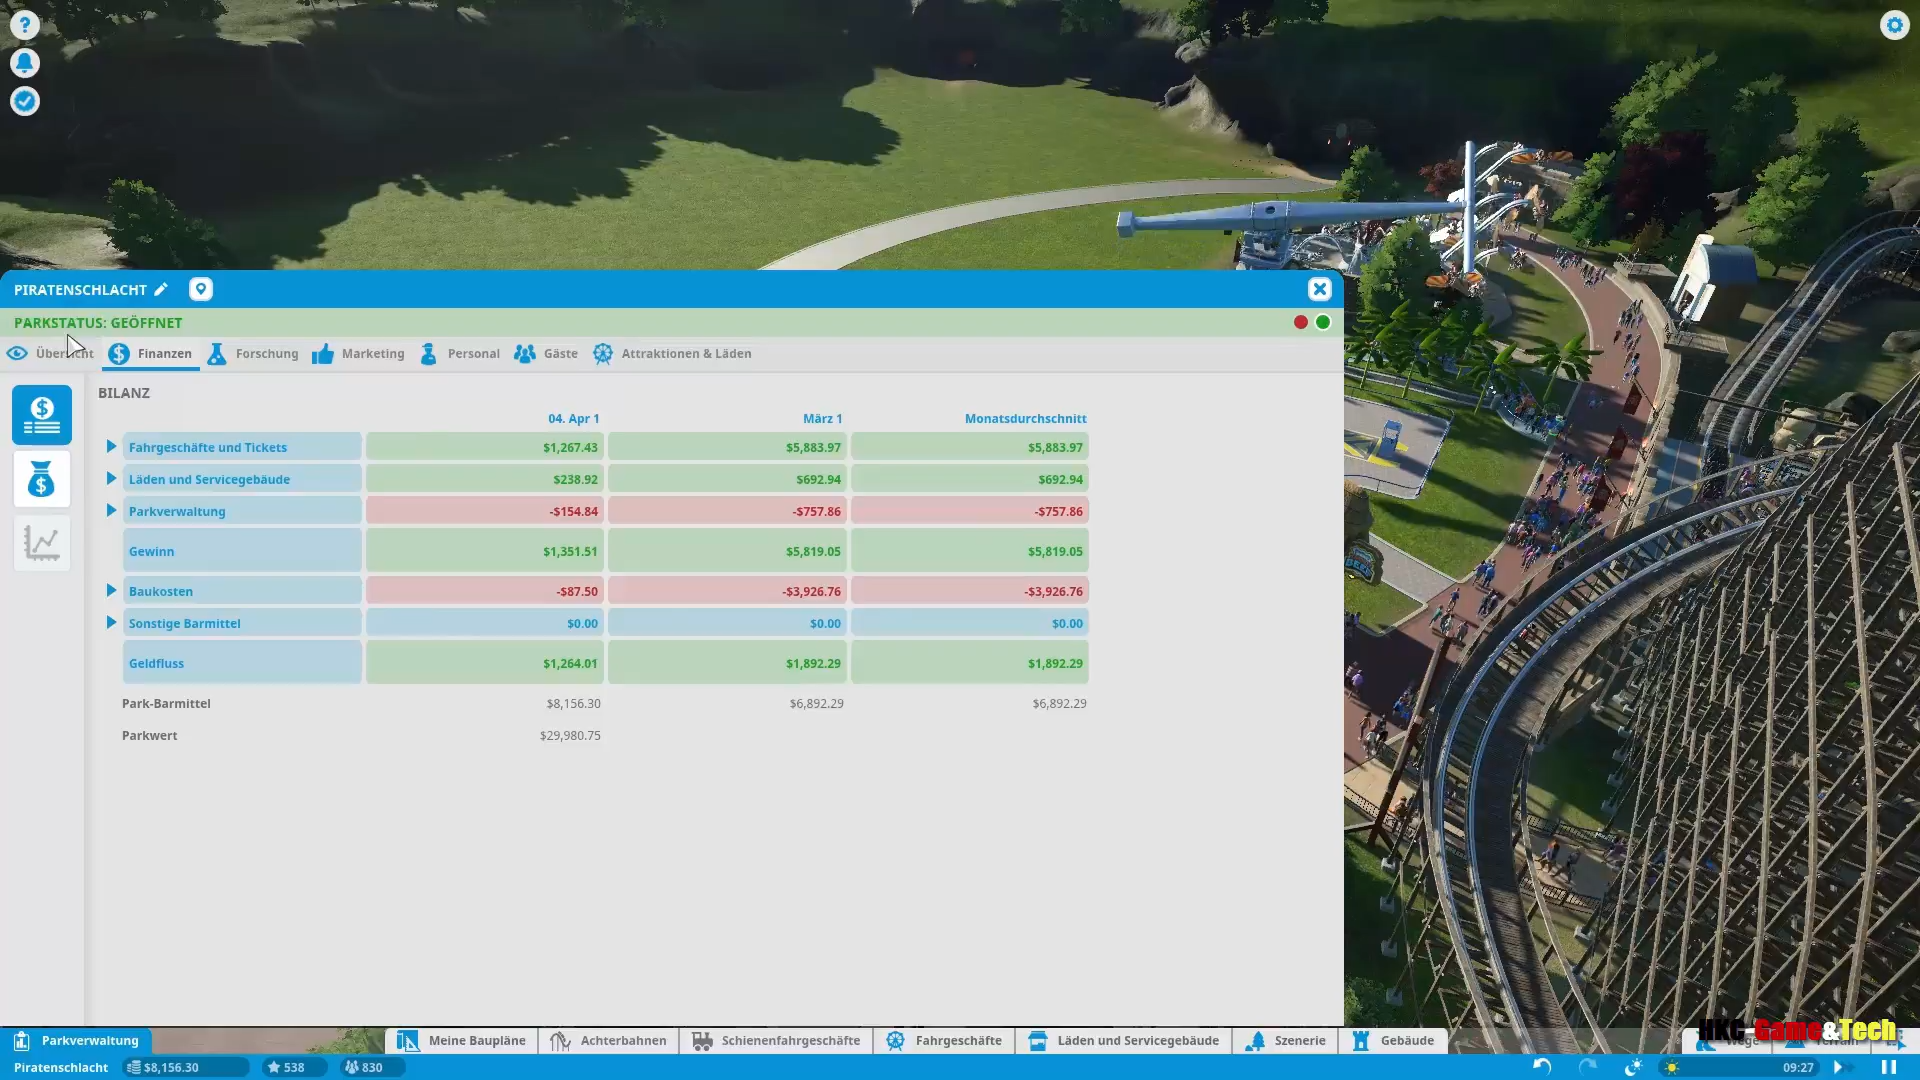 PIRATENSCHLACHT
PARKSTATUS: GEÖFFNET
Übersicht Finanzen Forschung Marketing Personal Gäste Attraktionen & Läden
BILANZ
04. Apr 1 März 1 Monatsdurchschnitt
Fahrgeschäfte und Tickets $1,267.43 $5,883.97 $5,883.97
Läden und Servicegebäude $238.92 $692.94 $692.94
Parkverwaltung -$154.84 -$757.86 -$757.86
Gewinn $1,351.51 $5,819.05 $5,819.05
Baukosten -$87.50 -$3,926.76 -$3,926.76
Sonstige Barmittel $0.00 $0.00 $0.00
Geldfluss $1,264.01 $1,892.29 $1,892.29
Park-Barmittel $8,156.30 $6,892.29 $6,892.29
Parkwert $29,980.75
HKC Game&Tech
Parkverwaltung Meine Baupläne Achterbahnen Schienenfahrgeschäfte Fahrgeschäfte Läden und Servicegebäude Szenerie Gebäude
Piratenschlacht $8,156.30 538 830 09:27